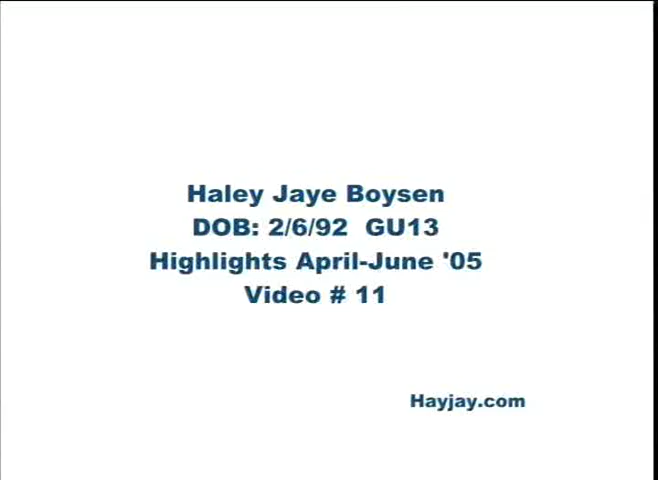 Haley Jaye Boysen
DOB: 2/6/92 GU13
Highlights April-June '05
Video # 11
Hayjay.com